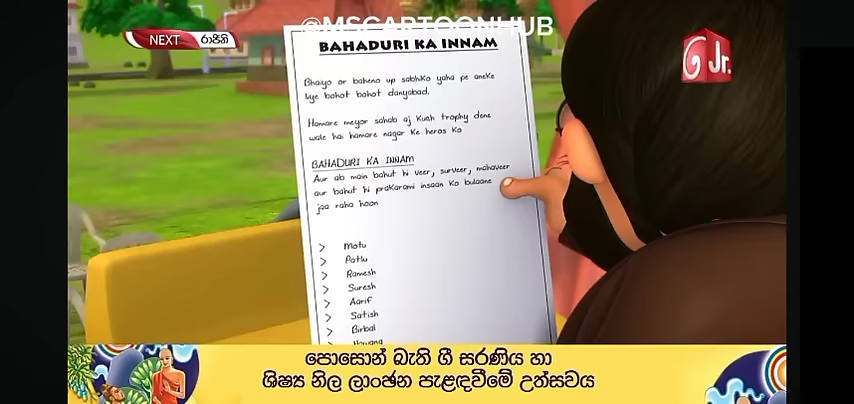 @MSCARTOONHUB
NEXT රාජිනි
Jr.
BAHADURI KA INNAM
Bhaiyo or baheno up sabhko yaha pe aneke
liye bohot bohot danyabad.
Hamare meyor sahab aj Kuch trophy dene
wale hai hamare nagar Ke heros Ko
BAHADURI KA INNAM
Aur ab main bahut hi veer, surveer, mahaveer
aur bahut hi prakarami insaan Ko bulaane
jaa raha hoon
> Motu
> Patlu
> Ramesh
> Suresh
> Aarif
> Satish
> Birbal
පොසොන් බැති ගී සරණිය හා
ශිෂ්‍ය නිල ලාංඡන පැළඳවීමේ උත්සවය